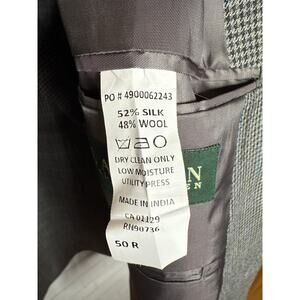 PO # 4900062243
52% SILK
48% WOOL
DRY CLEAN ONLY
LOW MOISTURE
UTILITY PRESS
MADE IN INDIA
CA 01129
RN90736
50 R